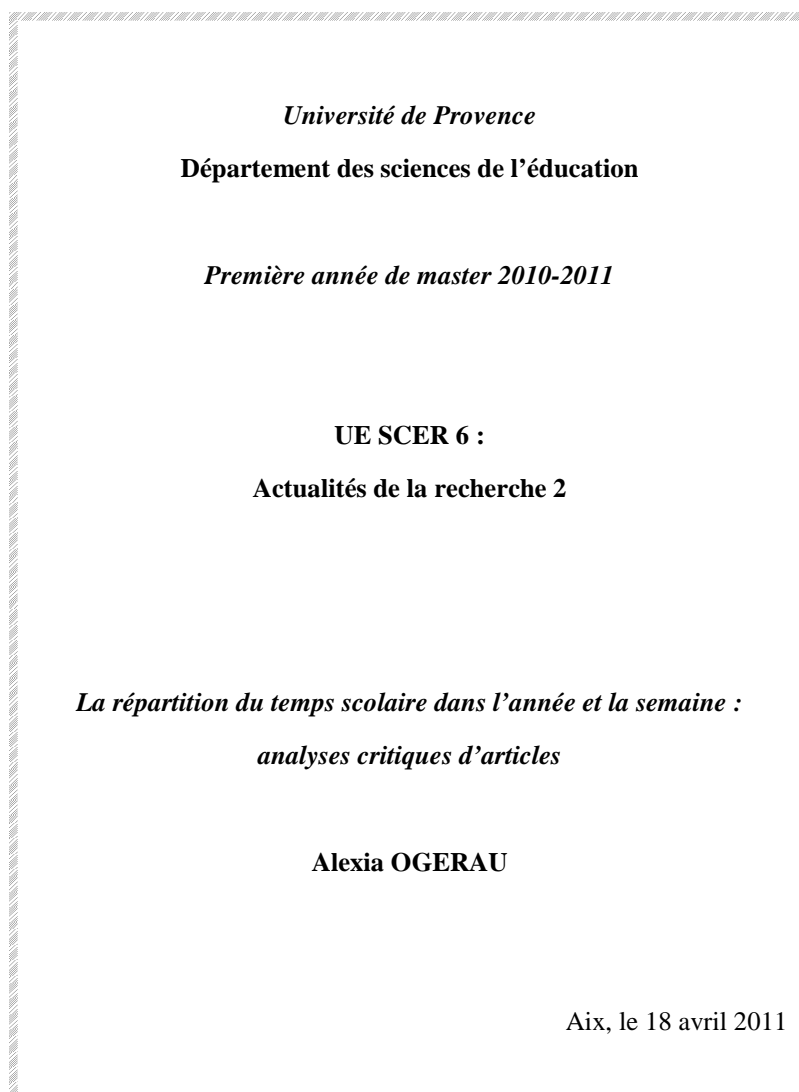 Université de Provence
Département des sciences de l’éducation
Première année de master 2010-2011
UE SCER 6 :
Actualités de la recherche 2
La répartition du temps scolaire dans l’année et la semaine :
analyses critiques d’articles
Alexia OGERAU
Aix, le 18 avril 2011